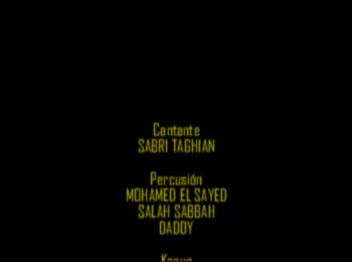 Cantante
SABRI TAGHIAN
Percusión
MOHAMED EL SAYED
SALAH SABBAH
DADDY